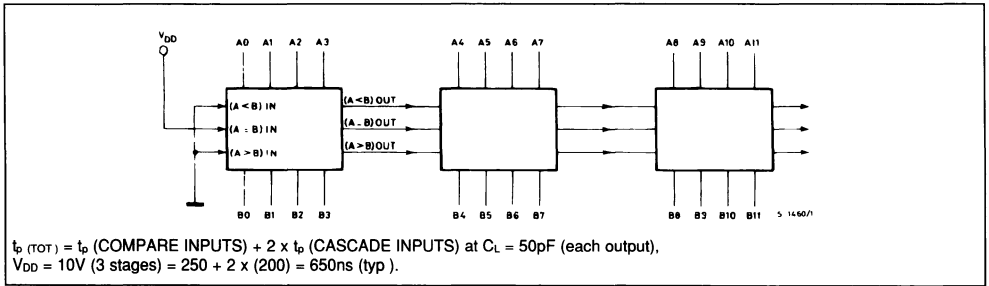 VDD
A0 A1 A2 A3
A4 A5 A6 A7
A8 A9 A10 A11
(A < B) IN
(A = B) IN
(A > B) IN
(A < B) OUT
(A = B) OUT
(A > B) OUT
B0 B1 B2 B3
B4 B5 B6 B7
B8 B9 B10 B11
S 1460/1
tp (TOT) = tp (COMPARE INPUTS) + 2 x tp (CASCADE INPUTS) at CL = 50pF (each output),
VDD = 10V (3 stages) = 250 + 2 x (200) = 650ns (typ ).